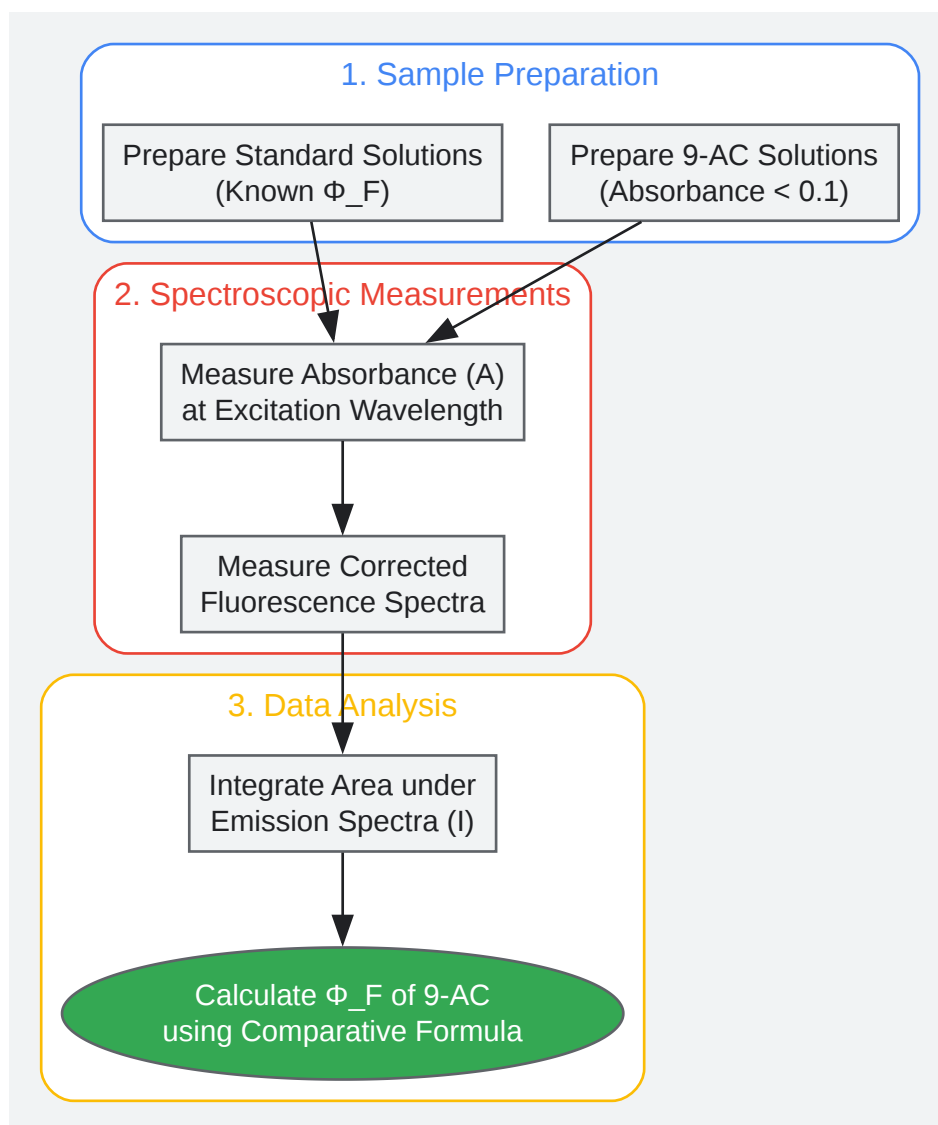 1. Sample Preparation
Prepare Standard Solutions
(Known Φ_F)
Prepare 9-AC Solutions
(Absorbance < 0.1)
2. Spectroscopic Measurements
Measure Absorbance (A)
at Excitation Wavelength
Measure Corrected
Fluorescence Spectra
3. Data Analysis
Integrate Area under
Emission Spectra (I)
Calculate Φ_F of 9-AC
using Comparative Formula